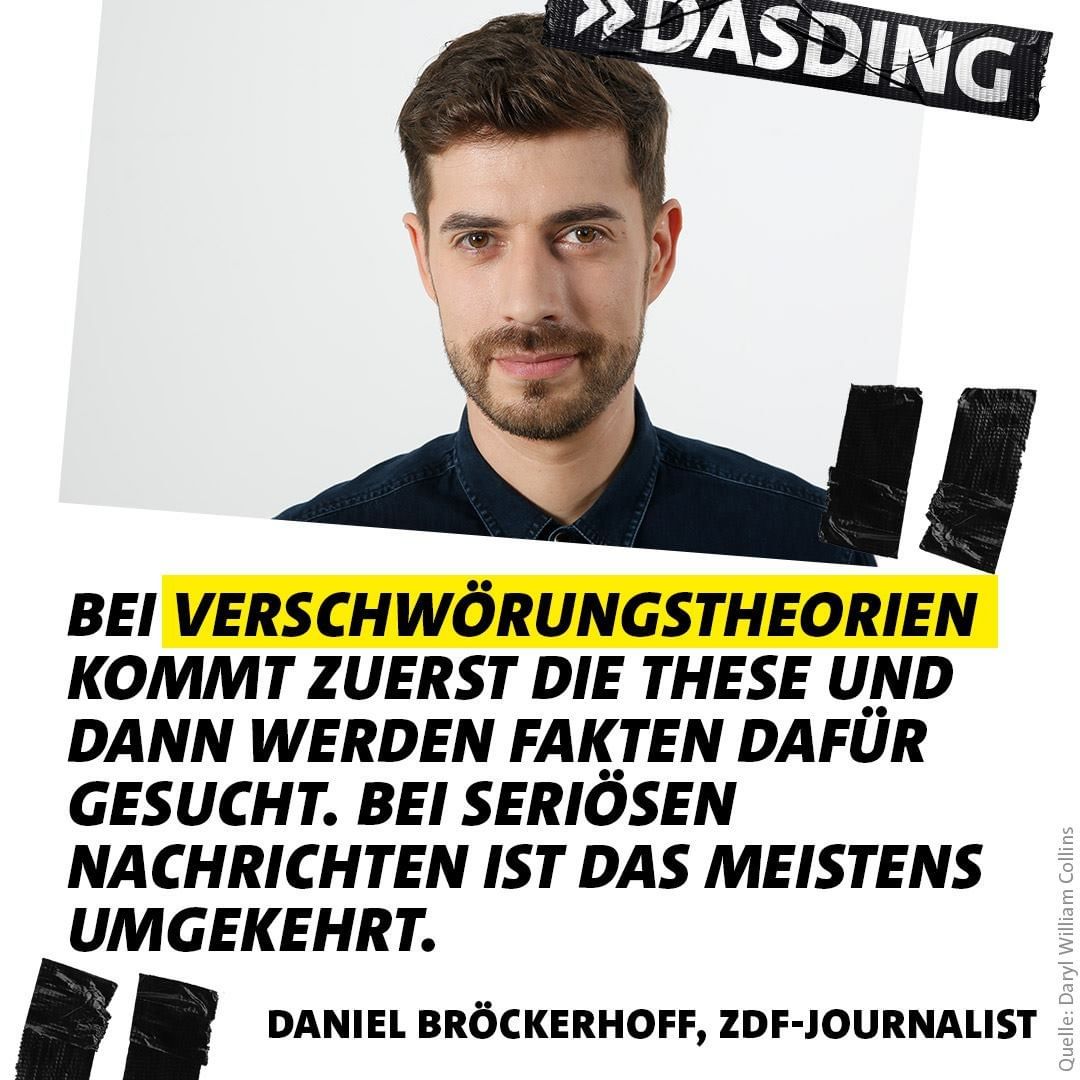 »DASDING
BEI VERSCHWÖRUNGSTHEORIEN
KOMMT ZUERST DIE THESE UND
DANN WERDEN FAKTEN DAFÜR
GESUCHT. BEI SERIÖSEN
NACHRICHTEN IST DAS MEISTENS
UMGEKEHRT.
DANIEL BRÖCKERHOFF, ZDF-JOURNALIST
Quelle: Daryl William Collins